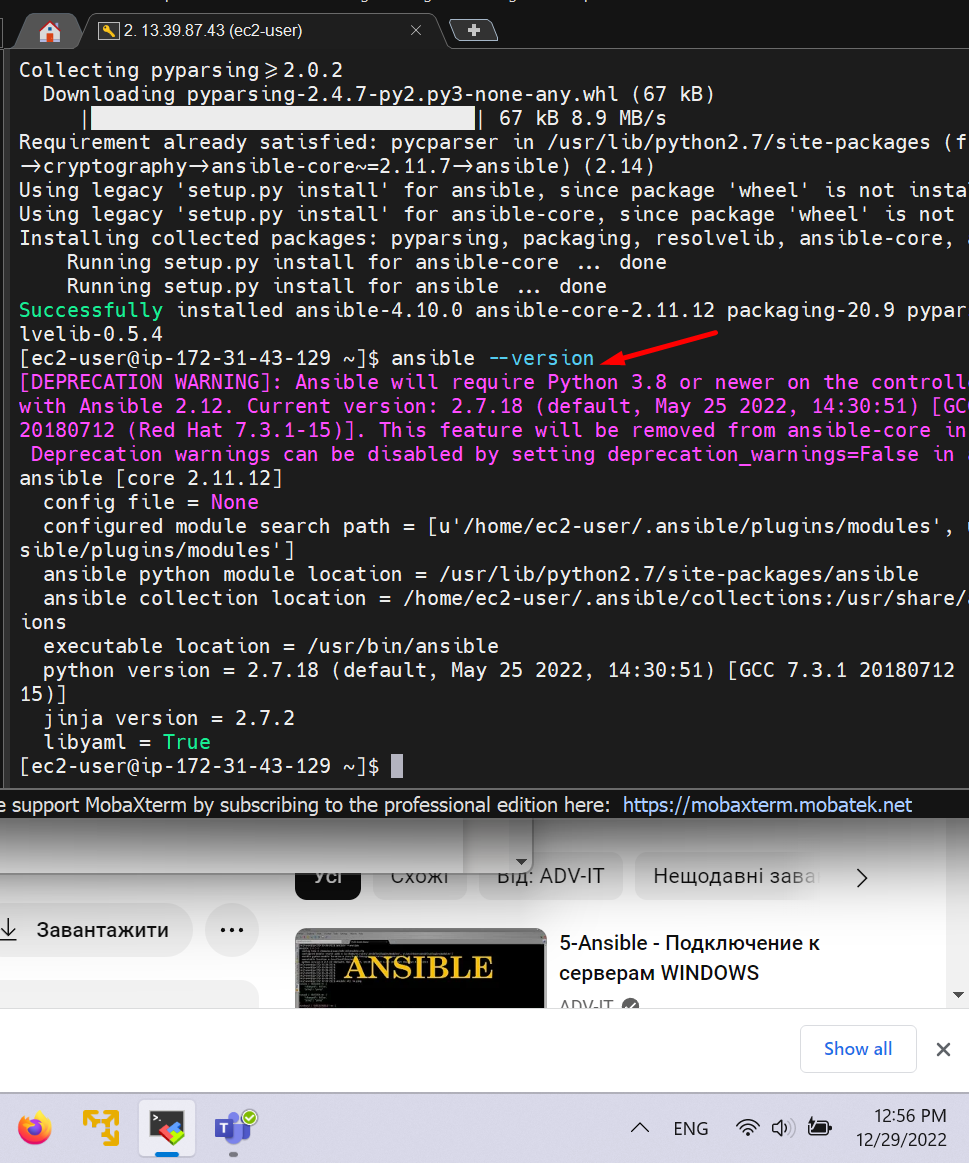 2. 13.39.87.43 (ec2-user)
Collecting pyparsing>=2.0.2
Downloading pyparsing-2.4.7-py2.py3-none-any.whl (67 kB)
| | 67 kB 8.9 MB/s
Requirement already satisfied: pycparser in /usr/lib/python2.7/site-packages (f
->cryptography->ansible-core~=2.11.7->ansible) (2.14)
Using legacy 'setup.py install' for ansible, since package 'wheel' is not insta
Using legacy 'setup.py install' for ansible-core, since package 'wheel' is not
Installing collected packages: pyparsing, packaging, resolvelib, ansible-core,
Running setup.py install for ansible-core ... done
Running setup.py install for ansible ... done
Successfully installed ansible-4.10.0 ansible-core-2.11.12 packaging-20.9 pypar
lvelib-0.5.4
[ec2-user@ip-172-31-43-129 ~]$ ansible --version
[DEPRECATION WARNING]: Ansible will require Python 3.8 or newer on the controll
with Ansible 2.12. Current version: 2.7.18 (default, May 25 2022, 14:30:51) [GC
20180712 (Red Hat 7.3.1-15)]. This feature will be removed from ansible-core in
Deprecation warnings can be disabled by setting deprecation_warnings=False in
ansible [core 2.11.12]
config file = None
configured module search path = [u'/home/ec2-user/.ansible/plugins/modules',
sible/plugins/modules']
ansible python module location = /usr/lib/python2.7/site-packages/ansible
ansible collection location = /home/ec2-user/.ansible/collections:/usr/share/
ions
executable location = /usr/bin/ansible
python version = 2.7.18 (default, May 25 2022, 14:30:51) [GCC 7.3.1 20180712
15)]
jinja version = 2.7.2
libyaml = True
[ec2-user@ip-172-31-43-129 ~]$
e support MobaXterm by subscribing to the professional edition here: https://mobaxterm.mobatek.net
Усі Схожі Від: ADV-IT Нещодавні зава
Завантажити
ANSIBLE
5-Ansible - Подключение к
серверам WINDOWS
ADV-IT
Show all
ENG
12:56 PM
12/29/2022